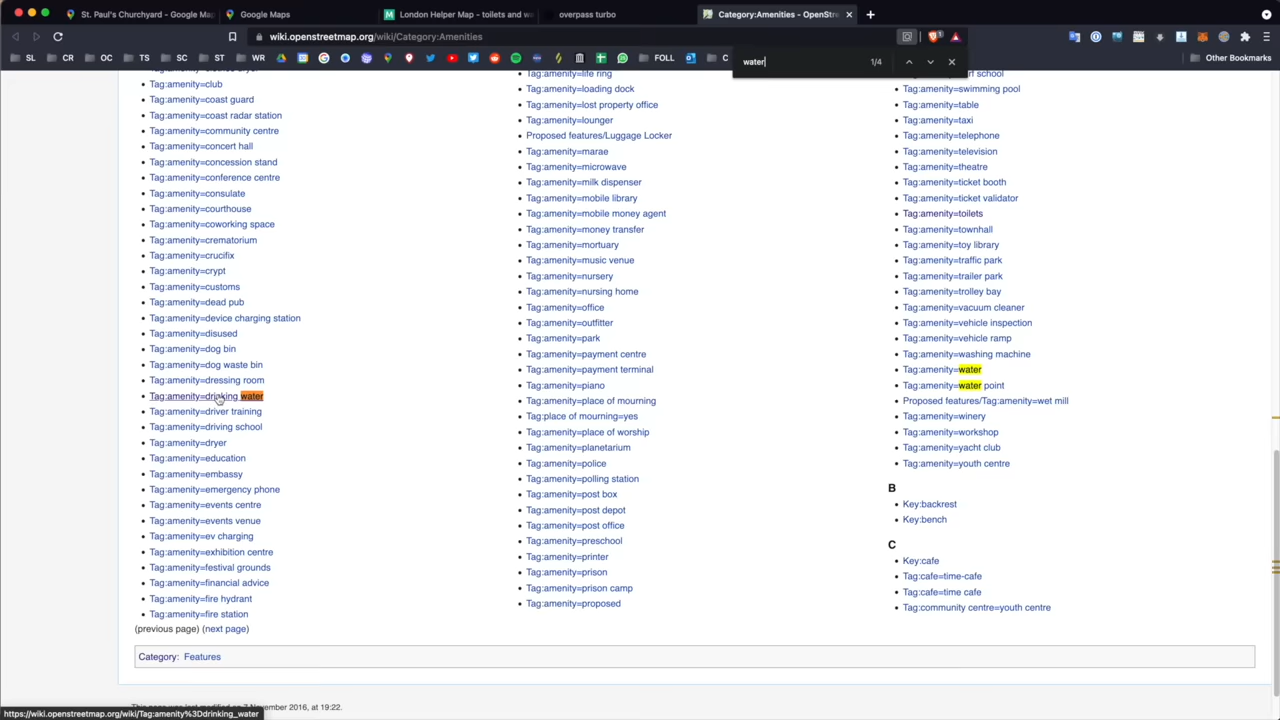 St. Paul's Churchyard - Google Ma
Google Maps
London Helper Map - toilets and w
overpass turbo
Category:Amenities - OpenStre
wiki.openstreetmap.org/wiki/Category:Amenities
SL
CR
OC
TS
SC
ST
WR
FOLL
C
Other Bookmarks
water
1/4
Tag:amenity=club
Tag:amenity=coast guard
Tag:amenity=coast radar station
Tag:amenity=community centre
Tag:amenity=concert hall
Tag:amenity=concession stand
Tag:amenity=conference centre
Tag:amenity=consulate
Tag:amenity=courthouse
Tag:amenity=coworking space
Tag:amenity=crematorium
Tag:amenity=crucifix
Tag:amenity=crypt
Tag:amenity=customs
Tag:amenity=dead pub
Tag:amenity=device charging station
Tag:amenity=disused
Tag:amenity=dog bin
Tag:amenity=dog waste bin
Tag:amenity=dressing room
Tag:amenity=drinking water
Tag:amenity=driver training
Tag:amenity=driving school
Tag:amenity=dryer
Tag:amenity=education
Tag:amenity=embassy
Tag:amenity=emergency phone
Tag:amenity=events centre
Tag:amenity=events venue
Tag:amenity=ev charging
Tag:amenity=exhibition centre
Tag:amenity=festival grounds
Tag:amenity=financial advice
Tag:amenity=fire hydrant
Tag:amenity=fire station
Tag:amenity=life ring
Tag:amenity=loading dock
Tag:amenity=lost property office
Tag:amenity=lounger
Proposed features/Luggage Locker
Tag:amenity=marae
Tag:amenity=microwave
Tag:amenity=milk dispenser
Tag:amenity=mobile library
Tag:amenity=mobile money agent
Tag:amenity=money transfer
Tag:amenity=mortuary
Tag:amenity=music venue
Tag:amenity=nursery
Tag:amenity=nursing home
Tag:amenity=office
Tag:amenity=outfitter
Tag:amenity=park
Tag:amenity=payment centre
Tag:amenity=payment terminal
Tag:amenity=piano
Tag:amenity=place of mourning
Tag:place of mourning=yes
Tag:amenity=place of worship
Tag:amenity=planetarium
Tag:amenity=police
Tag:amenity=polling station
Tag:amenity=post box
Tag:amenity=post depot
Tag:amenity=post office
Tag:amenity=preschool
Tag:amenity=printer
Tag:amenity=prison
Tag:amenity=prison camp
Tag:amenity=proposed
school
Tag:amenity=swimming pool
Tag:amenity=table
Tag:amenity=taxi
Tag:amenity=telephone
Tag:amenity=television
Tag:amenity=theatre
Tag:amenity=ticket booth
Tag:amenity=ticket validator
Tag:amenity=toilets
Tag:amenity=townhall
Tag:amenity=toy library
Tag:amenity=traffic park
Tag:amenity=trailer park
Tag:amenity=trolley bay
Tag:amenity=vacuum cleaner
Tag:amenity=vehicle inspection
Tag:amenity=vehicle ramp
Tag:amenity=washing machine
Tag:amenity=water
Tag:amenity=water point
Proposed features/Tag:amenity=wet mill
Tag:amenity=winery
Tag:amenity=workshop
Tag:amenity=yacht club
Tag:amenity=youth centre
B
Key:backrest
Key:bench
C
Key:cafe
Tag:cafe=time-cafe
Tag:cafe=time cafe
Tag:community centre=youth centre
(previous page) (next page)
Category: Features
This page was last modified on 7 November 2016, at 19:22.
https://wiki.openstreetmap.org/wiki/Tag:amenity%3Ddrinking_water